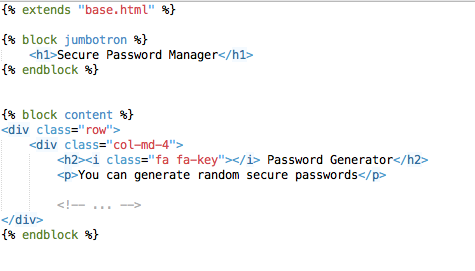 {% extends "base.html" %}
{% block jumbotron %}
<h1>Secure Password Manager</h1>
{% endblock %}
{% block content %}
<div class="row">
<div class="col-md-4">
<h2><i class="fa fa-key"></i> Password Generator</h2>
<p>You can generate random secure passwords</p>
<!-- ... -->
</div>
{% endblock %}